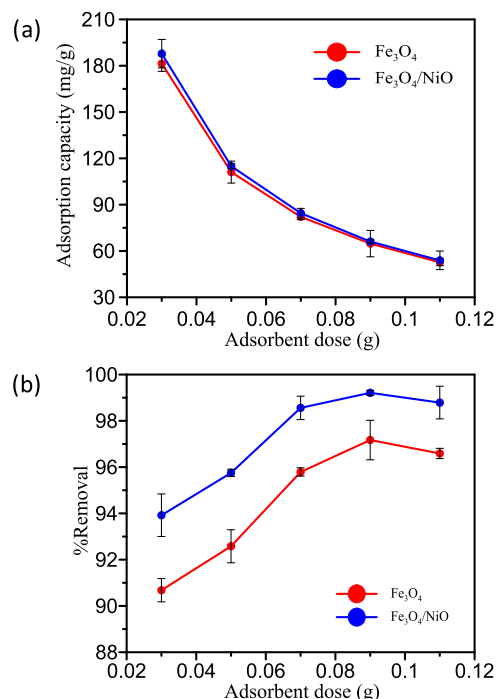 (a)
Adsorption capacity (mg/g)
180
150
120
90
60
30
Fe₃O₄
Fe₃O₄/NiO
0.02 0.04 0.06 0.08 0.1 0.12
Adsorbent dose (g)
(b)
%Removal
100
98
96
94
92
90
88
Fe₃O₄
Fe₃O₄/NiO
0.02 0.04 0.06 0.08 0.1 0.12
Adsorbent dose (g)